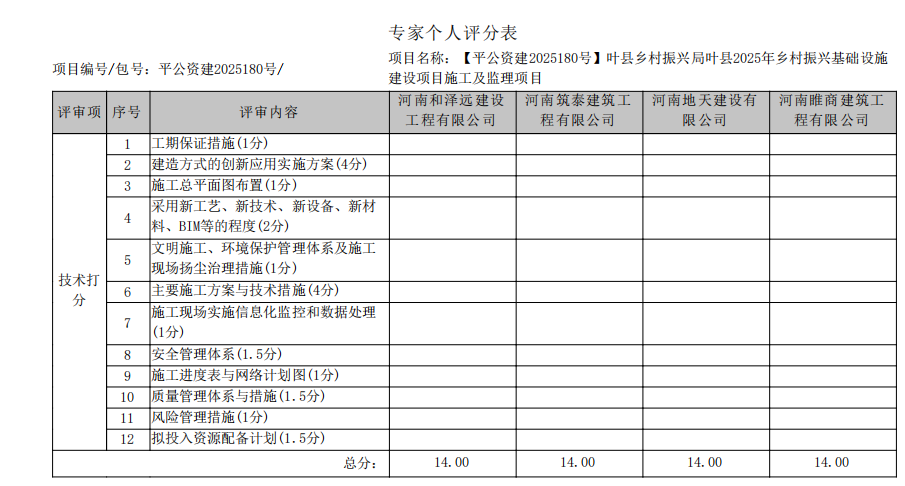 专家个人评分表
项目编号/包号: 平公资建2025180号/
项目名称: 【平公资建2025180号】叶县乡村振兴局叶县2025年乡村振兴基础设施
建设项目施工及监理项目
评审项 序号 评审内容 河南和泽远建设 河南筑泰建筑工 河南地天建设有 河南睢商建筑工
工程有限公司 程有限公司 限公司 程有限公司
技术打
分
1 工期保证措施(1分)
2 建造方式的创新应用实施方案(4分)
3 施工总平面图布置(1分)
4 采用新工艺、新技术、新设备、新材
料、BIM等的程度(2分)
5 文明施工、环境保护管理体系及施工
现场扬尘治理措施(1分)
6 主要施工方案与技术措施(4分)
7 施工现场实施信息化监控和数据处理
(1分)
8 安全管理体系(1.5分)
9 施工进度表与网络计划图(1分)
10 质量管理体系与措施(1.5分)
11 风险管理措施(1分)
12 拟投入资源配备计划(1.5分)
总分: 14.00 14.00 14.00 14.00